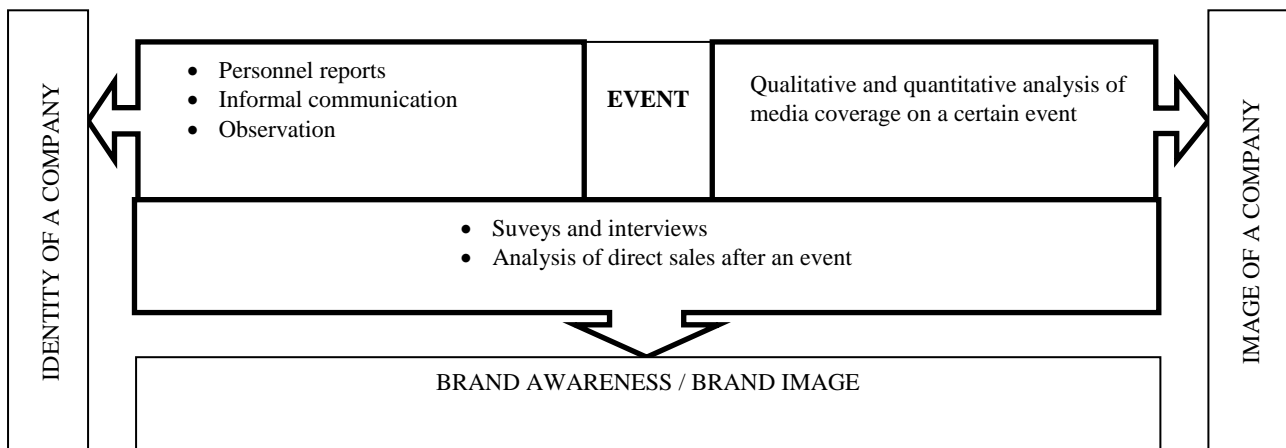 IDENTITY OF A COMPANY
• Personnel reports
• Informal communication
• Observation
EVENT
Qualitative and quantitative analysis of
media coverage on a certain event
IMAGE OF A COMPANY
• Suveys and interviews
• Analysis of direct sales after an event
BRAND AWARENESS / BRAND IMAGE